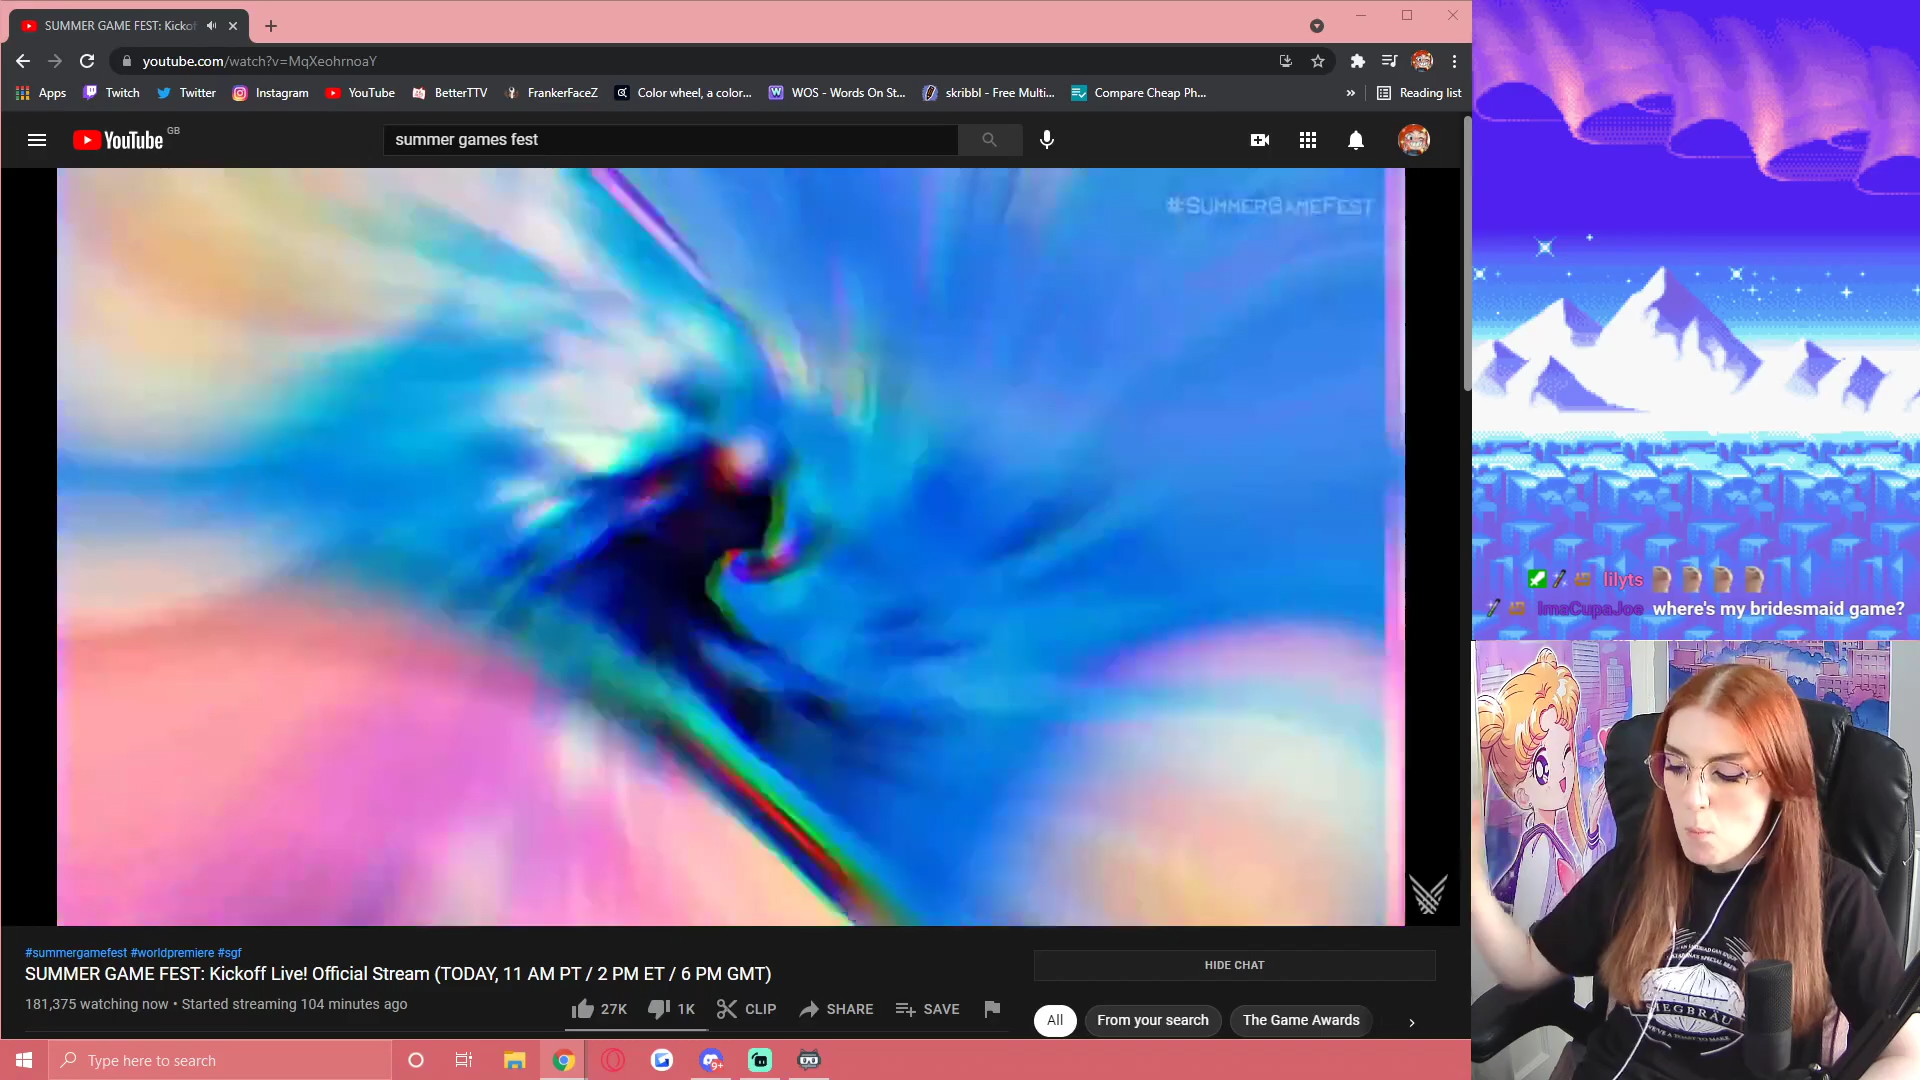 SUMMER GAME FEST: Kicko
youtube.com/watch?v=MqXeohrnoaY
Apps
Twitch
Twitter
Instagram
YouTube
BetterTTV
FrankerFaceZ
Color wheel, a color...
WOS - Words On St...
skribbl - Free Multi...
Compare Cheap Ph...
»
Reading list
YouTube GB
summer games fest
#SUMMERGAMEFEST
lilyts
ImaCupaJoe where's my bridesmaid game?
#summergamefest #worldpremiere #sgf
SUMMER GAME FEST: Kickoff Live! Official Stream (TODAY, 11 AM PT / 2 PM ET / 6 PM GMT)
181,375 watching now • Started streaming 104 minutes ago
27K
1K
CLIP
SHARE
SAVE
HIDE CHAT
All
From your search
The Game Awards
Type here to search
9+